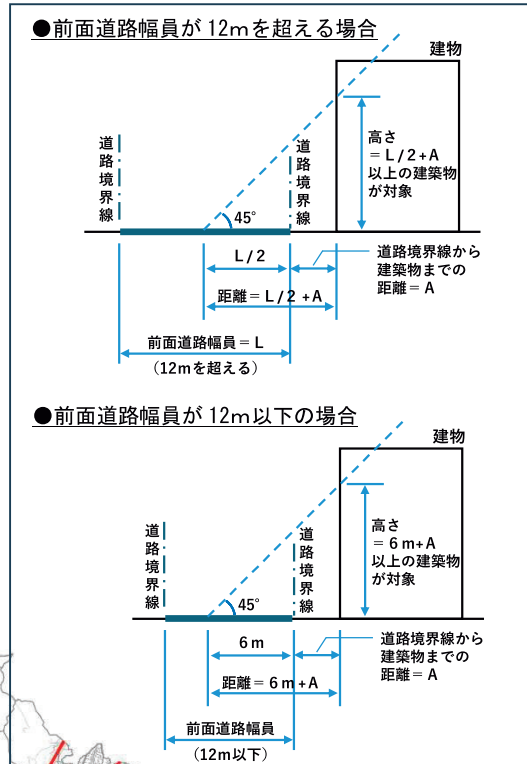 ●前面道路幅員が12mを超える場合
建物
道路境界線
道路境界線
高さ
=L/2+A
以上の建築物
が対象
45°
L/2
道路境界線から
建築物までの
距離=A
距離=L/2+A
前面道路幅員=L
(12mを超える)
●前面道路幅員が12m以下の場合
建物
道路境界線
道路境界線
高さ
=6m+A
以上の建築物
が対象
45°
6m
道路境界線から
建築物までの
距離=A
距離=6m+A
前面道路幅員
(12m以下)